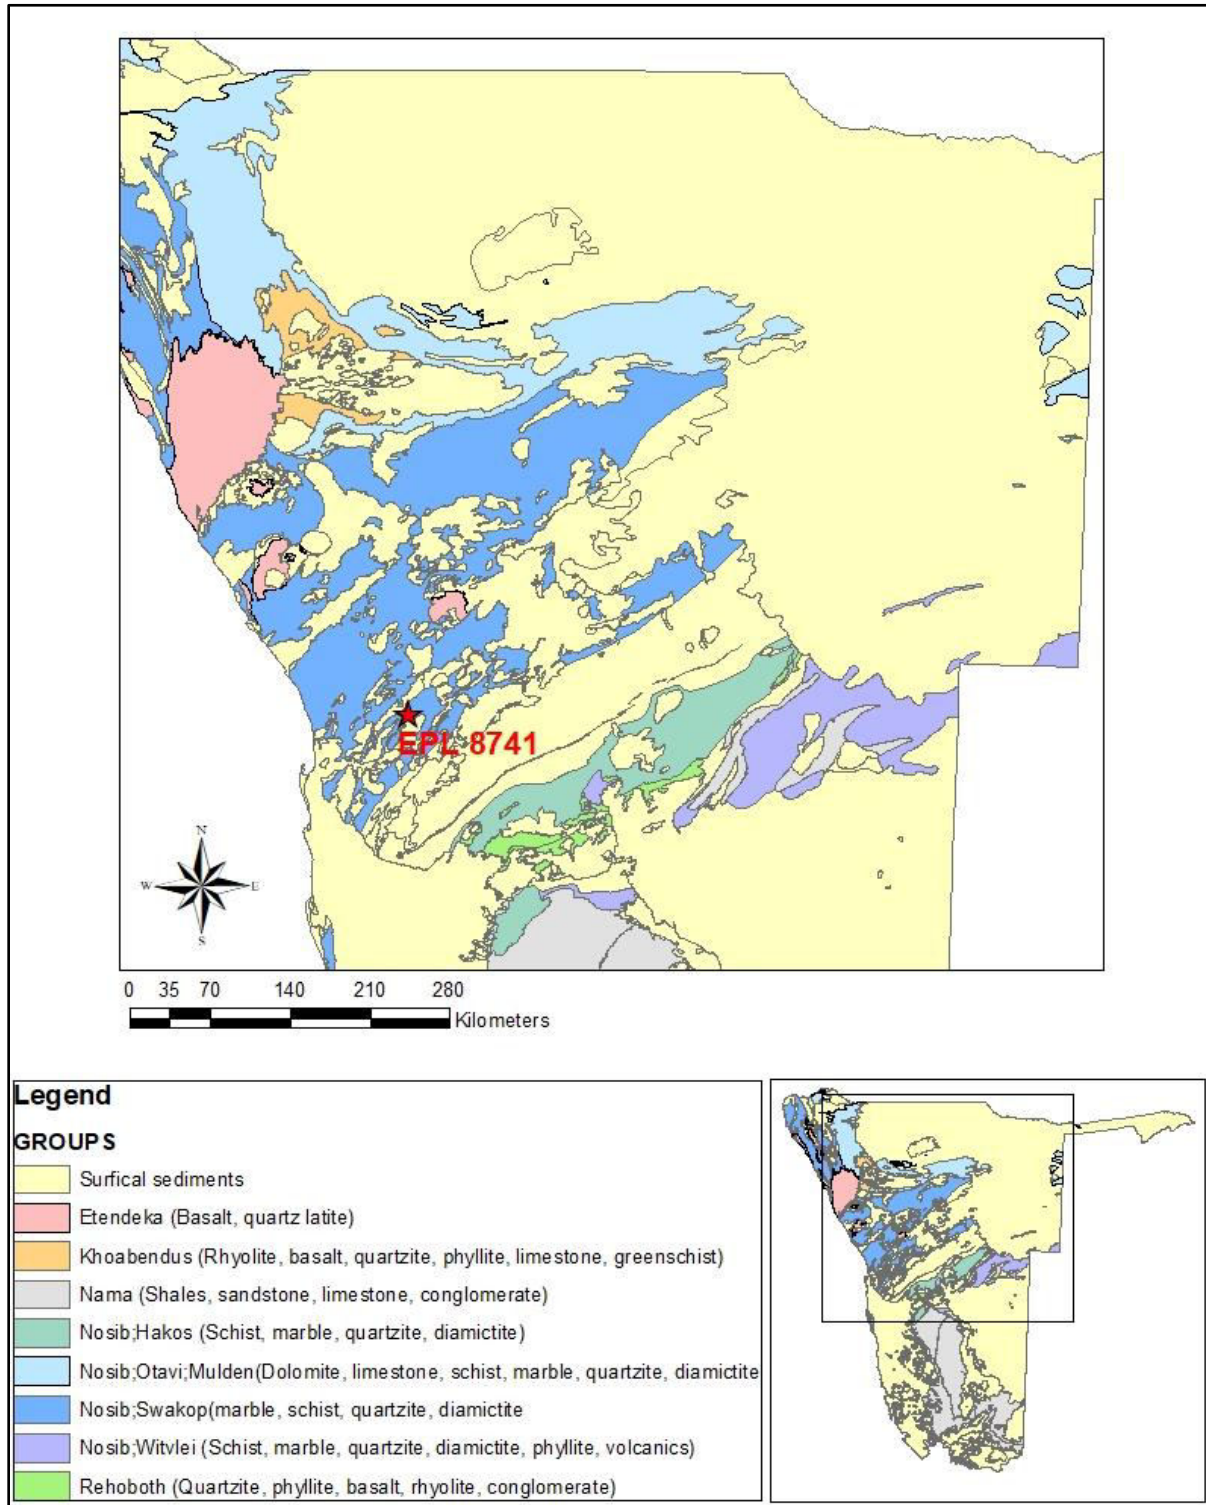 EPL 8741
N
W
E
S
0 35 70 140 210 280
Kilometers
Legend
GROUPS
Surfical sediments
Etendeka (Basalt, quartz latite)
Khoabendus (Rhyolite, basalt, quartzite, phyllite, limestone, greenschist)
Nama (Shales, sandstone, limestone, conglomerate)
Nosib;Hakos (Schist, marble, quartzite, diamictite)
Nosib;Otavi;Mulden(Dolomite, limestone, schist, marble, quartzite, diamictite
Nosib;Swakop(marble, schist, quartzite, diamictite
Nosib;Witvlei (Schist, marble, quartzite, diamictite, phyllite, volcanics)
Rehoboth (Quartzite, phyllite, basalt, rhyolite, conglomerate)